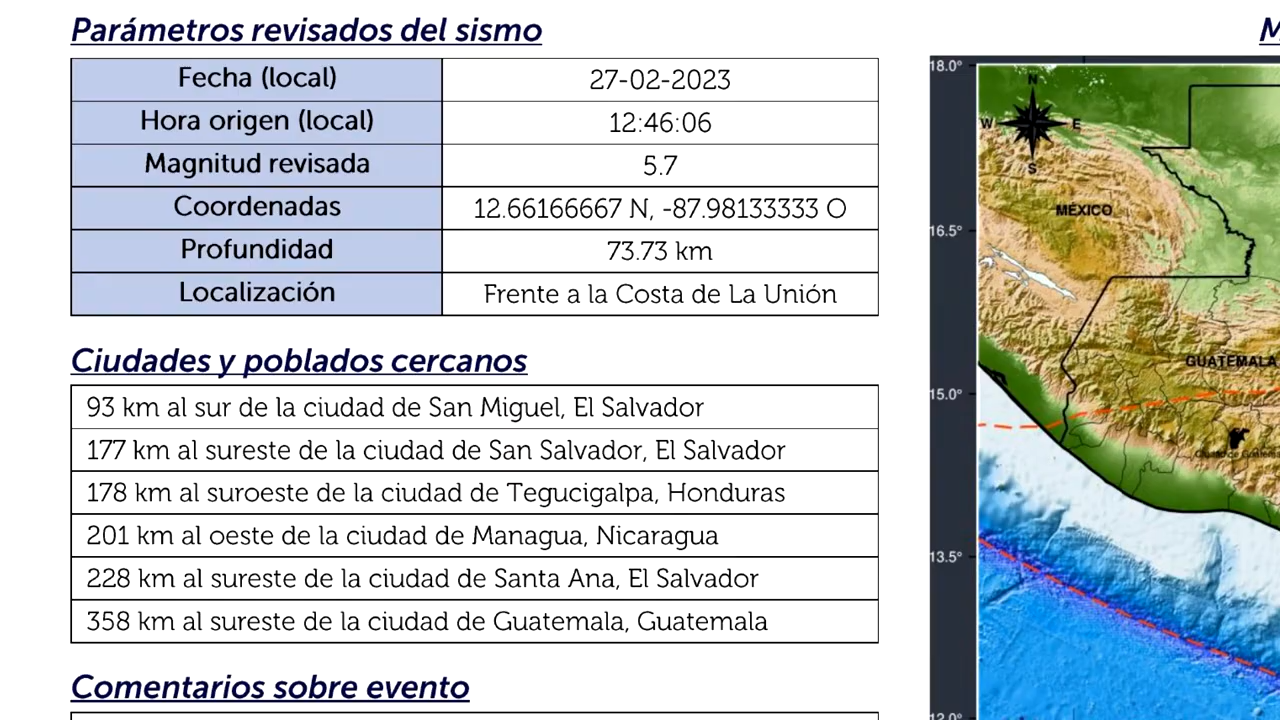 Parámetros revisados del sismo
Fecha (local) 27-02-2023
Hora origen (local) 12:46:06
Magnitud revisada 5.7
Coordenadas 12.66166667 N, -87.98133333 O
Profundidad 73.73 km
Localización Frente a la Costa de La Unión
Ciudades y poblados cercanos
93 km al sur de la ciudad de San Miguel, El Salvador
177 km al sureste de la ciudad de San Salvador, El Salvador
178 km al suroeste de la ciudad de Tegucigalpa, Honduras
201 km al oeste de la ciudad de Managua, Nicaragua
228 km al sureste de la ciudad de Santa Ana, El Salvador
358 km al sureste de la ciudad de Guatemala, Guatemala
Comentarios sobre evento
M
18.0°
N
W E
S
MÉXICO
16.5°
GUATEMALA
15.0°
Ciudad de Guatema
13.5°
12.0°